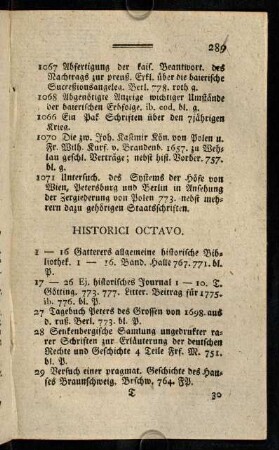 289
1067 Abfertigung der kais. Beantwort. des
Nachtrags zur preuß. Erkl. über die baierische
Successionsangeleg. Berl. 778. roth g.
1068 Abgenötigte Anzeige wichtiger Umstände
der baierischen Erbfolge. ib. eod. bl. g.
1066 Ein Pak Schriften über den 7jährigen
Krieg.
1070 Die zw. Joh. Kasimir Kön. von Polen u.
Fr. Wilh. Kurf. v. Brandenb. 1657. zu Weh-
lau geschl. Verträge; nebst hist. Vorber. 757.
bl. g.
1071 Untersuch. des Systems der Höfe von
Wien, Petersburg und Berlin in Ansehung
der Zergliederung von Polen 773. nebst meh-
rern dazu gehörigen Staatsschriften.
HISTORICI OCTAVO.
1 — 16 Gatterers allgemeine historische Bib-
liothek. 1 — 16. Band. Halle 767. 771. bl.
P.
17 — 26 Ej. historisches Journal 1 — 10. T.
Götting. 773. 777. Litter. Beitrag für 1775.
ib. 776. bl. P.
27 Tagebuch Peters des Grossen von 1698. aus
d. ruß. Berl. 773. bl. P.
28 Senkenbergische Samlung ungedrukter ra-
rer Schriften zur Erläuterung der deutschen
Rechte und Geschichte 4 Teile Frf. M. 751.
bl. P.
29 Versuch einer pragmat. Geschichte des Hau-
ses Braunschweig. Brschw, 764. FP.
T 30